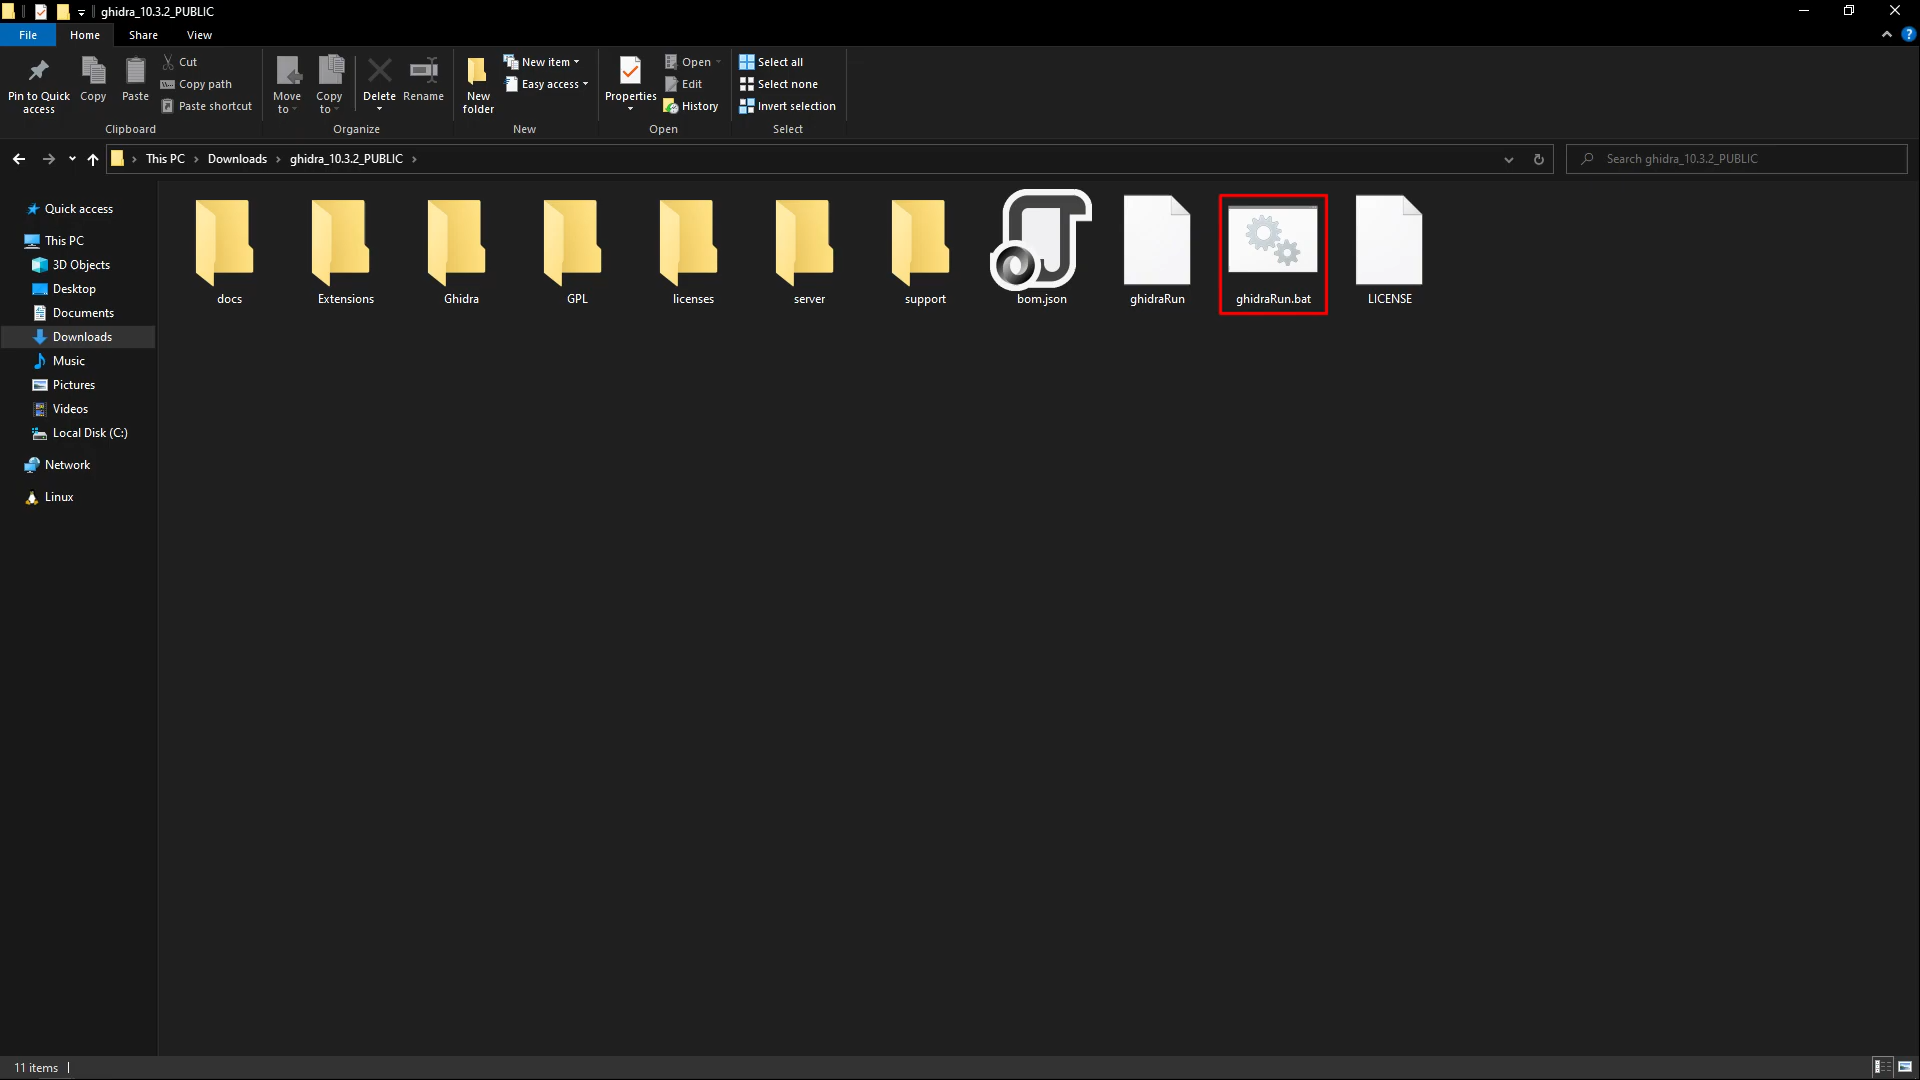 ghidra_10.3.2_PUBLIC
File Home Share View
Pin to Quick access
Copy
Paste
Cut
Copy path
Paste shortcut
Clipboard
Move to
Copy to
Delete
Rename
Organize
New folder
New item
Easy access
New
Properties
Open
Edit
History
Open
Select all
Select none
Invert selection
Select
This PC Downloads ghidra_10.3.2_PUBLIC
Search ghidra_10.3.2_PUBLIC
Quick access
This PC
3D Objects
Desktop
Documents
Downloads
Music
Pictures
Videos
Local Disk (C:)
Network
Linux
docs
Extensions
Ghidra
GPL
licenses
server
support
bom.json
ghidraRun
ghidraRun.bat
LICENSE
11 items